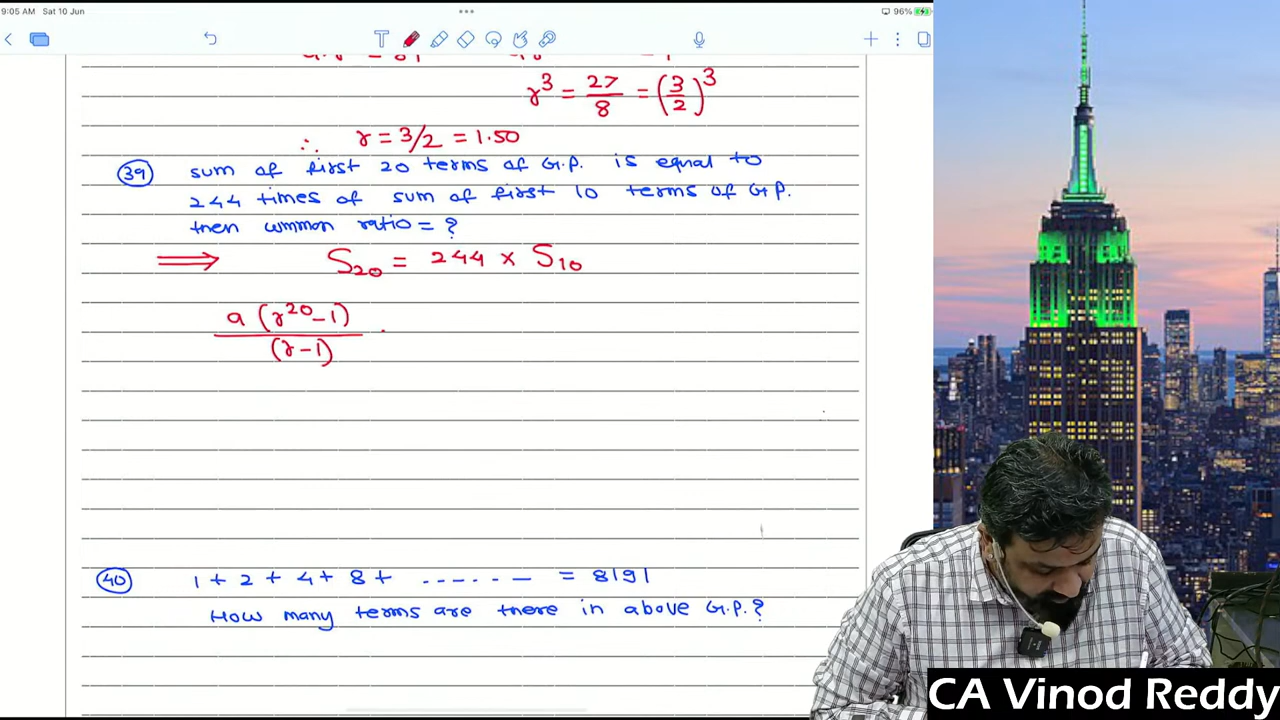 9:05 AM Sat 10 Jun
96%
r³ = 27/8 = (3/2)³
∴ r = 3/2 = 1.50
39 sum of first 20 terms of G.P. is equal to
244 times of sum of first 10 terms of G.P.
then common ratio = ?
⟹ S₂₀ = 244 × S₁₀
a (r²⁰-1)
(r-1)
40 1 + 2 + 4 + 8 + ------- = 8191
How many terms are there in above G.P.?
CA Vinod Reddy